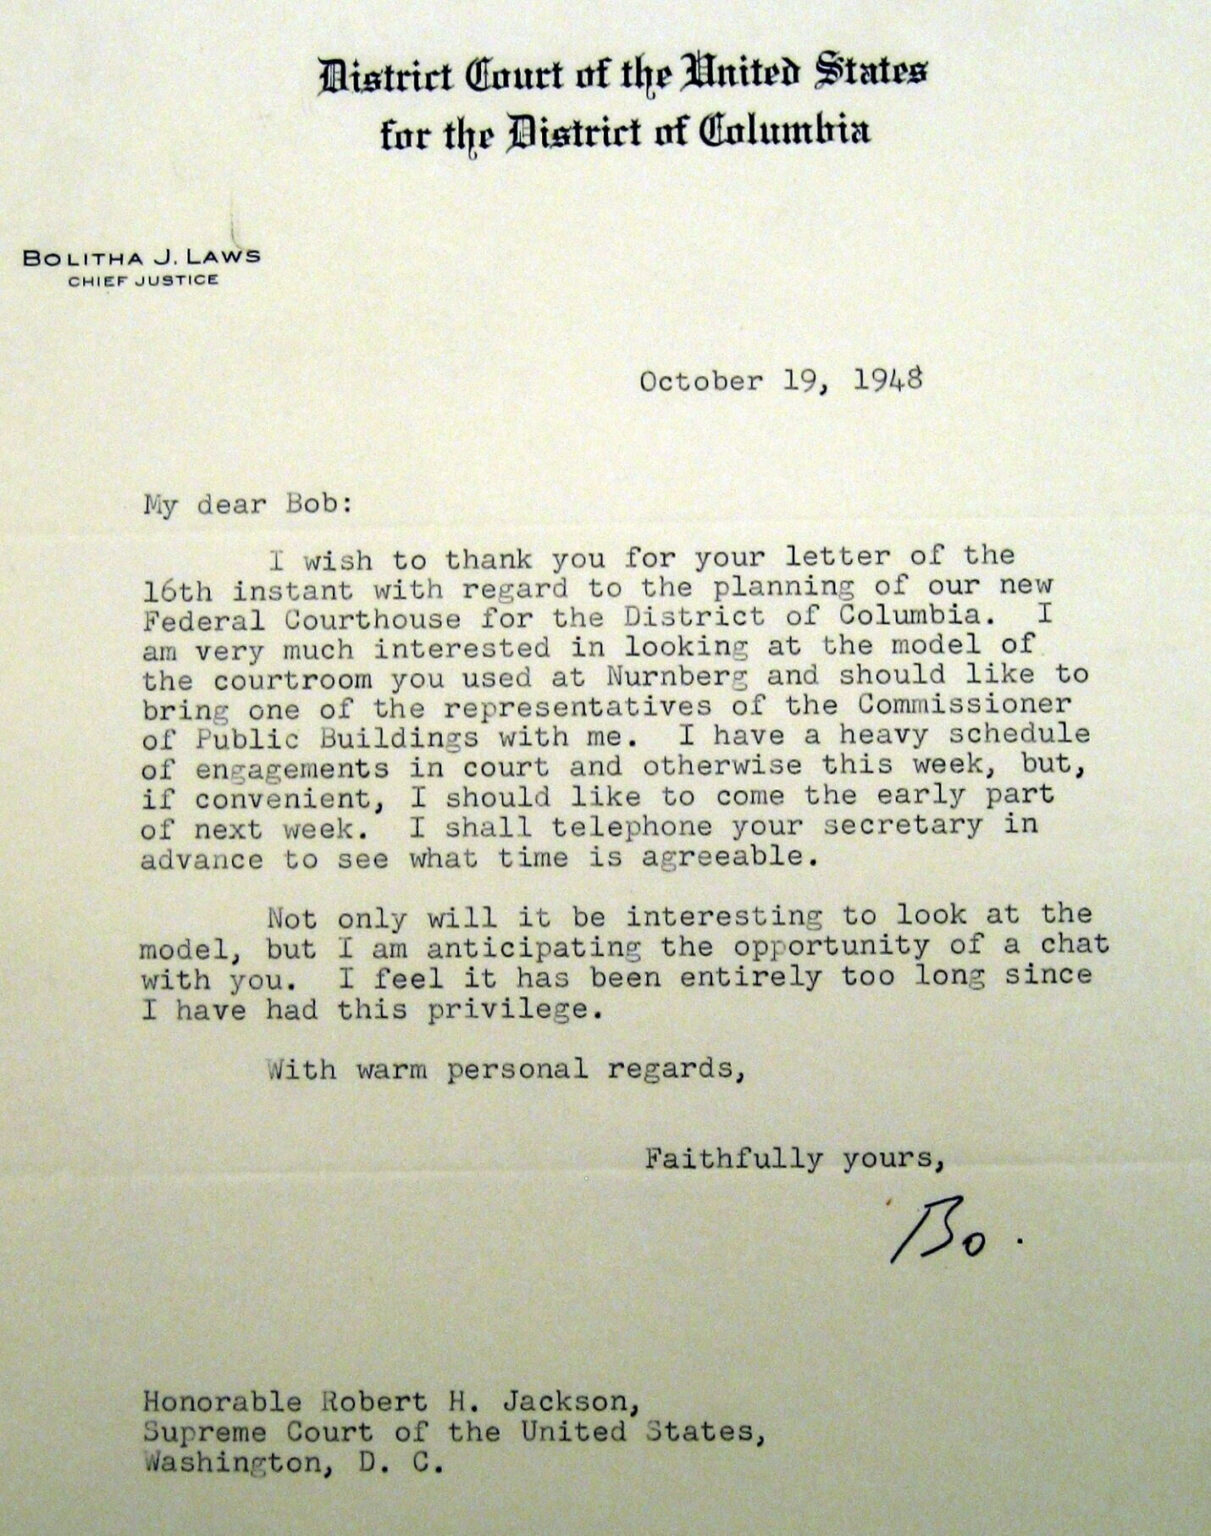 District Court of the United States
for the District of Columbia
BOLITHA J. LAWS
CHIEF JUSTICE
October 19, 1948
My dear Bob:
I wish to thank you for your letter of the
16th instant with regard to the planning of our new
Federal Courthouse for the District of Columbia. I
am very much interested in looking at the model of
the courtroom you used at Nurnberg and should like to
bring one of the representatives of the Commissioner
of Public Buildings with me. I have a heavy schedule
of engagements in court and otherwise this week, but,
if convenient, I should like to come the early part
of next week. I shall telephone your secretary in
advance to see what time is agreeable.
Not only will it be interesting to look at the
model, but I am anticipating the opportunity of a chat
with you. I feel it has been entirely too long since
I have had this privilege.
With warm personal regards,
Faithfully yours,
Bo.
Honorable Robert H. Jackson,
Supreme Court of the United States,
Washington, D. C.